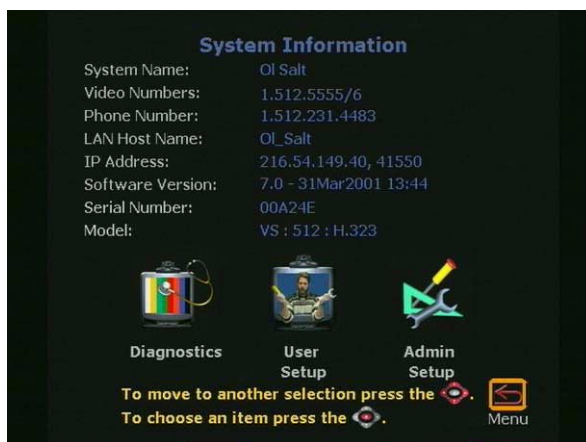 System Information
System Name: Ol Salt
Video Numbers: 1.512.5555/6
Phone Number: 1.512.231.4483
LAN Host Name: Ol_Salt
IP Address: 216.54.149.40, 41550
Software Version: 7.0 - 31Mar2001 13:44
Serial Number: 00A24E
Model: VS : 512 : H.323
Diagnostics
User
Setup
Admin
Setup
To move to another selection press the .
To choose an item press the .
Menu